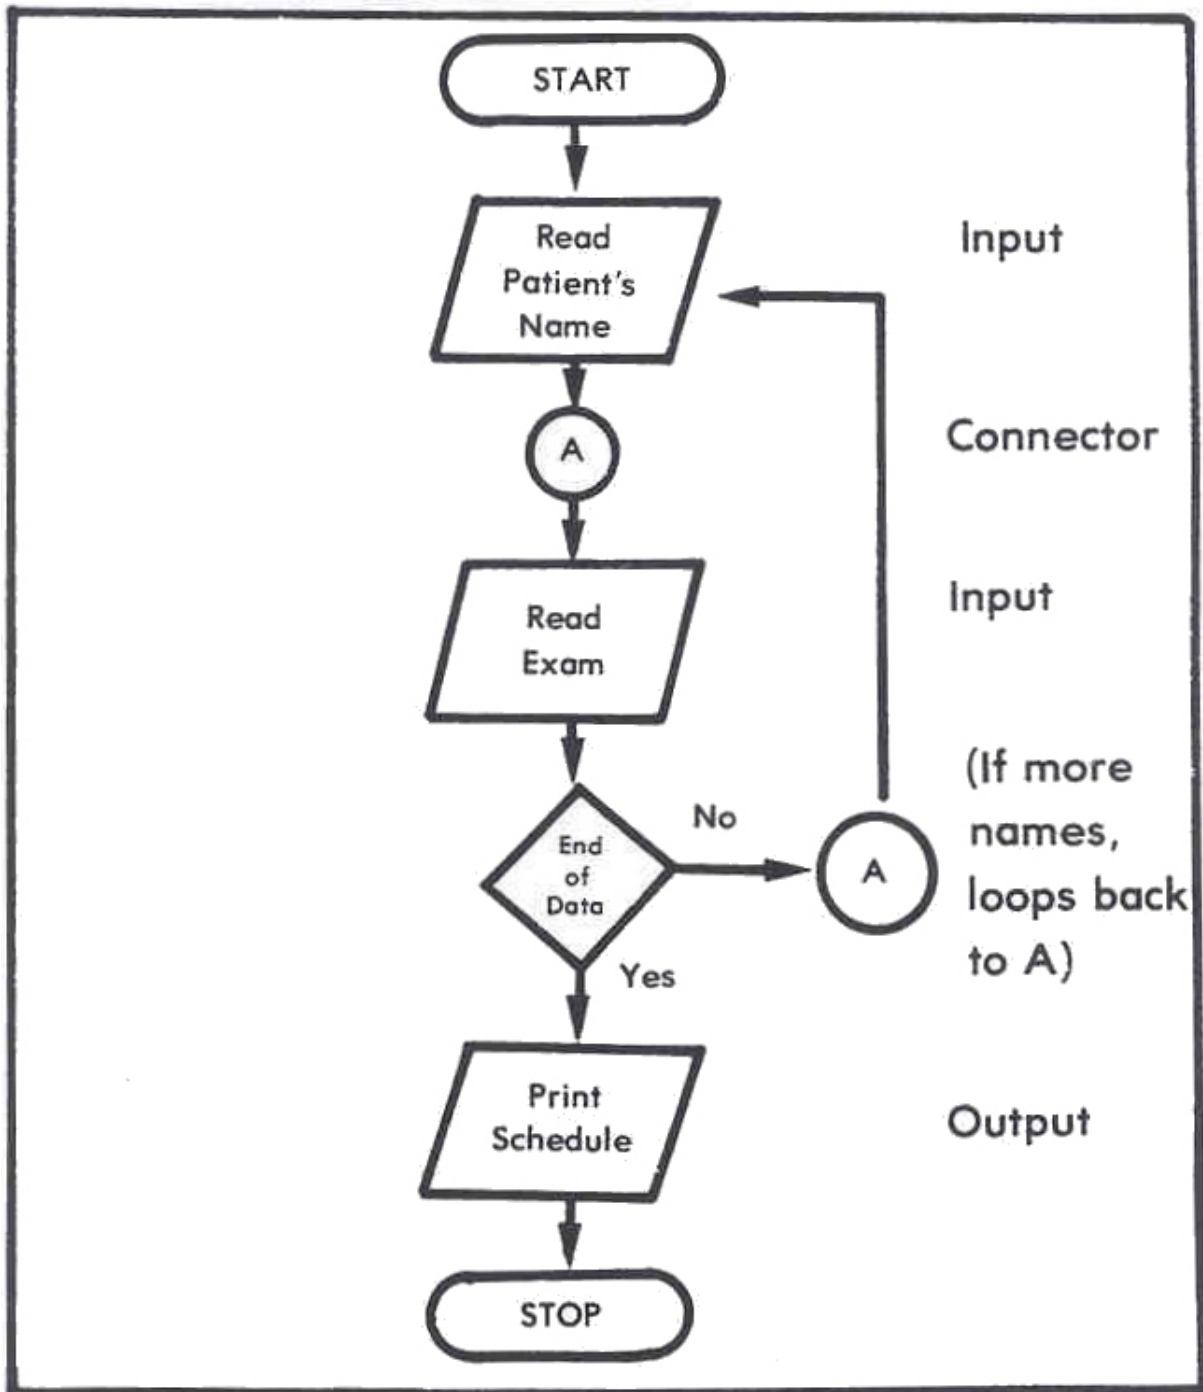 START
Read
Patient's
Name
Input
A
Connector
Read
Exam
Input
End
of
Data
No
A
(If more
names,
loops back
to A)
Yes
Print
Schedule
Output
STOP